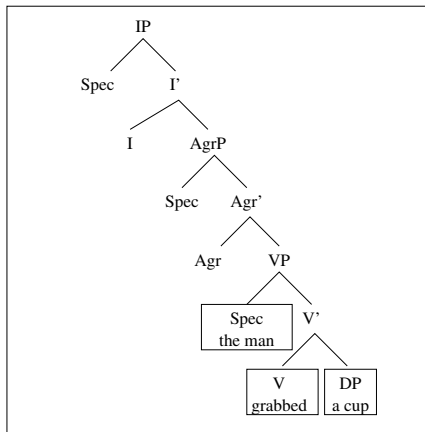 IP
Spec I’
I AgrP
Spec Agr’
Agr VP
Spec V’
the man
V DP
grabbed a cup